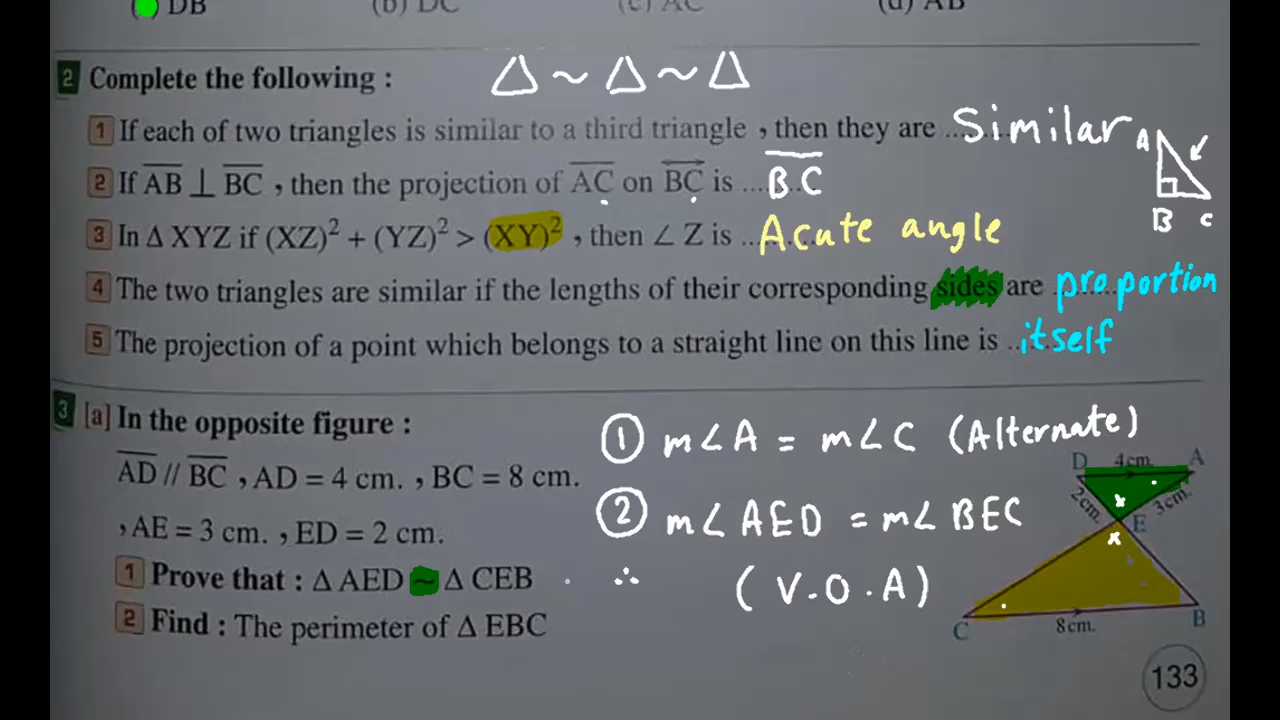 DB (b) DC (c) AC (d) AB
2 Complete the following :
△ ~ △ ~ △
1 If each of two triangles is similar to a third triangle , then they are ......... Similar
2 If AB ⊥ BC , then the projection of AC on BC is ......... BC
A
B C
3 In Δ XYZ if (XZ)² + (YZ)² > (XY)² , then ∠ Z is ......... Acute angle
4 The two triangles are similar if the lengths of their corresponding sides are ......... proportion
5 The projection of a point which belongs to a straight line on this line is ......... itself
3 [a] In the opposite figure :
AD // BC , AD = 4 cm. , BC = 8 cm.
, AE = 3 cm. , ED = 2 cm.
1 Prove that : Δ AED ~ Δ CEB
2 Find : The perimeter of Δ EBC
① m∠A = m∠C (Alternate)
② m∠AED = m∠BEC
∴ (V.O.A)
D 4cm. A
2cm. x 3cm.
E
x
C 8cm. B
133